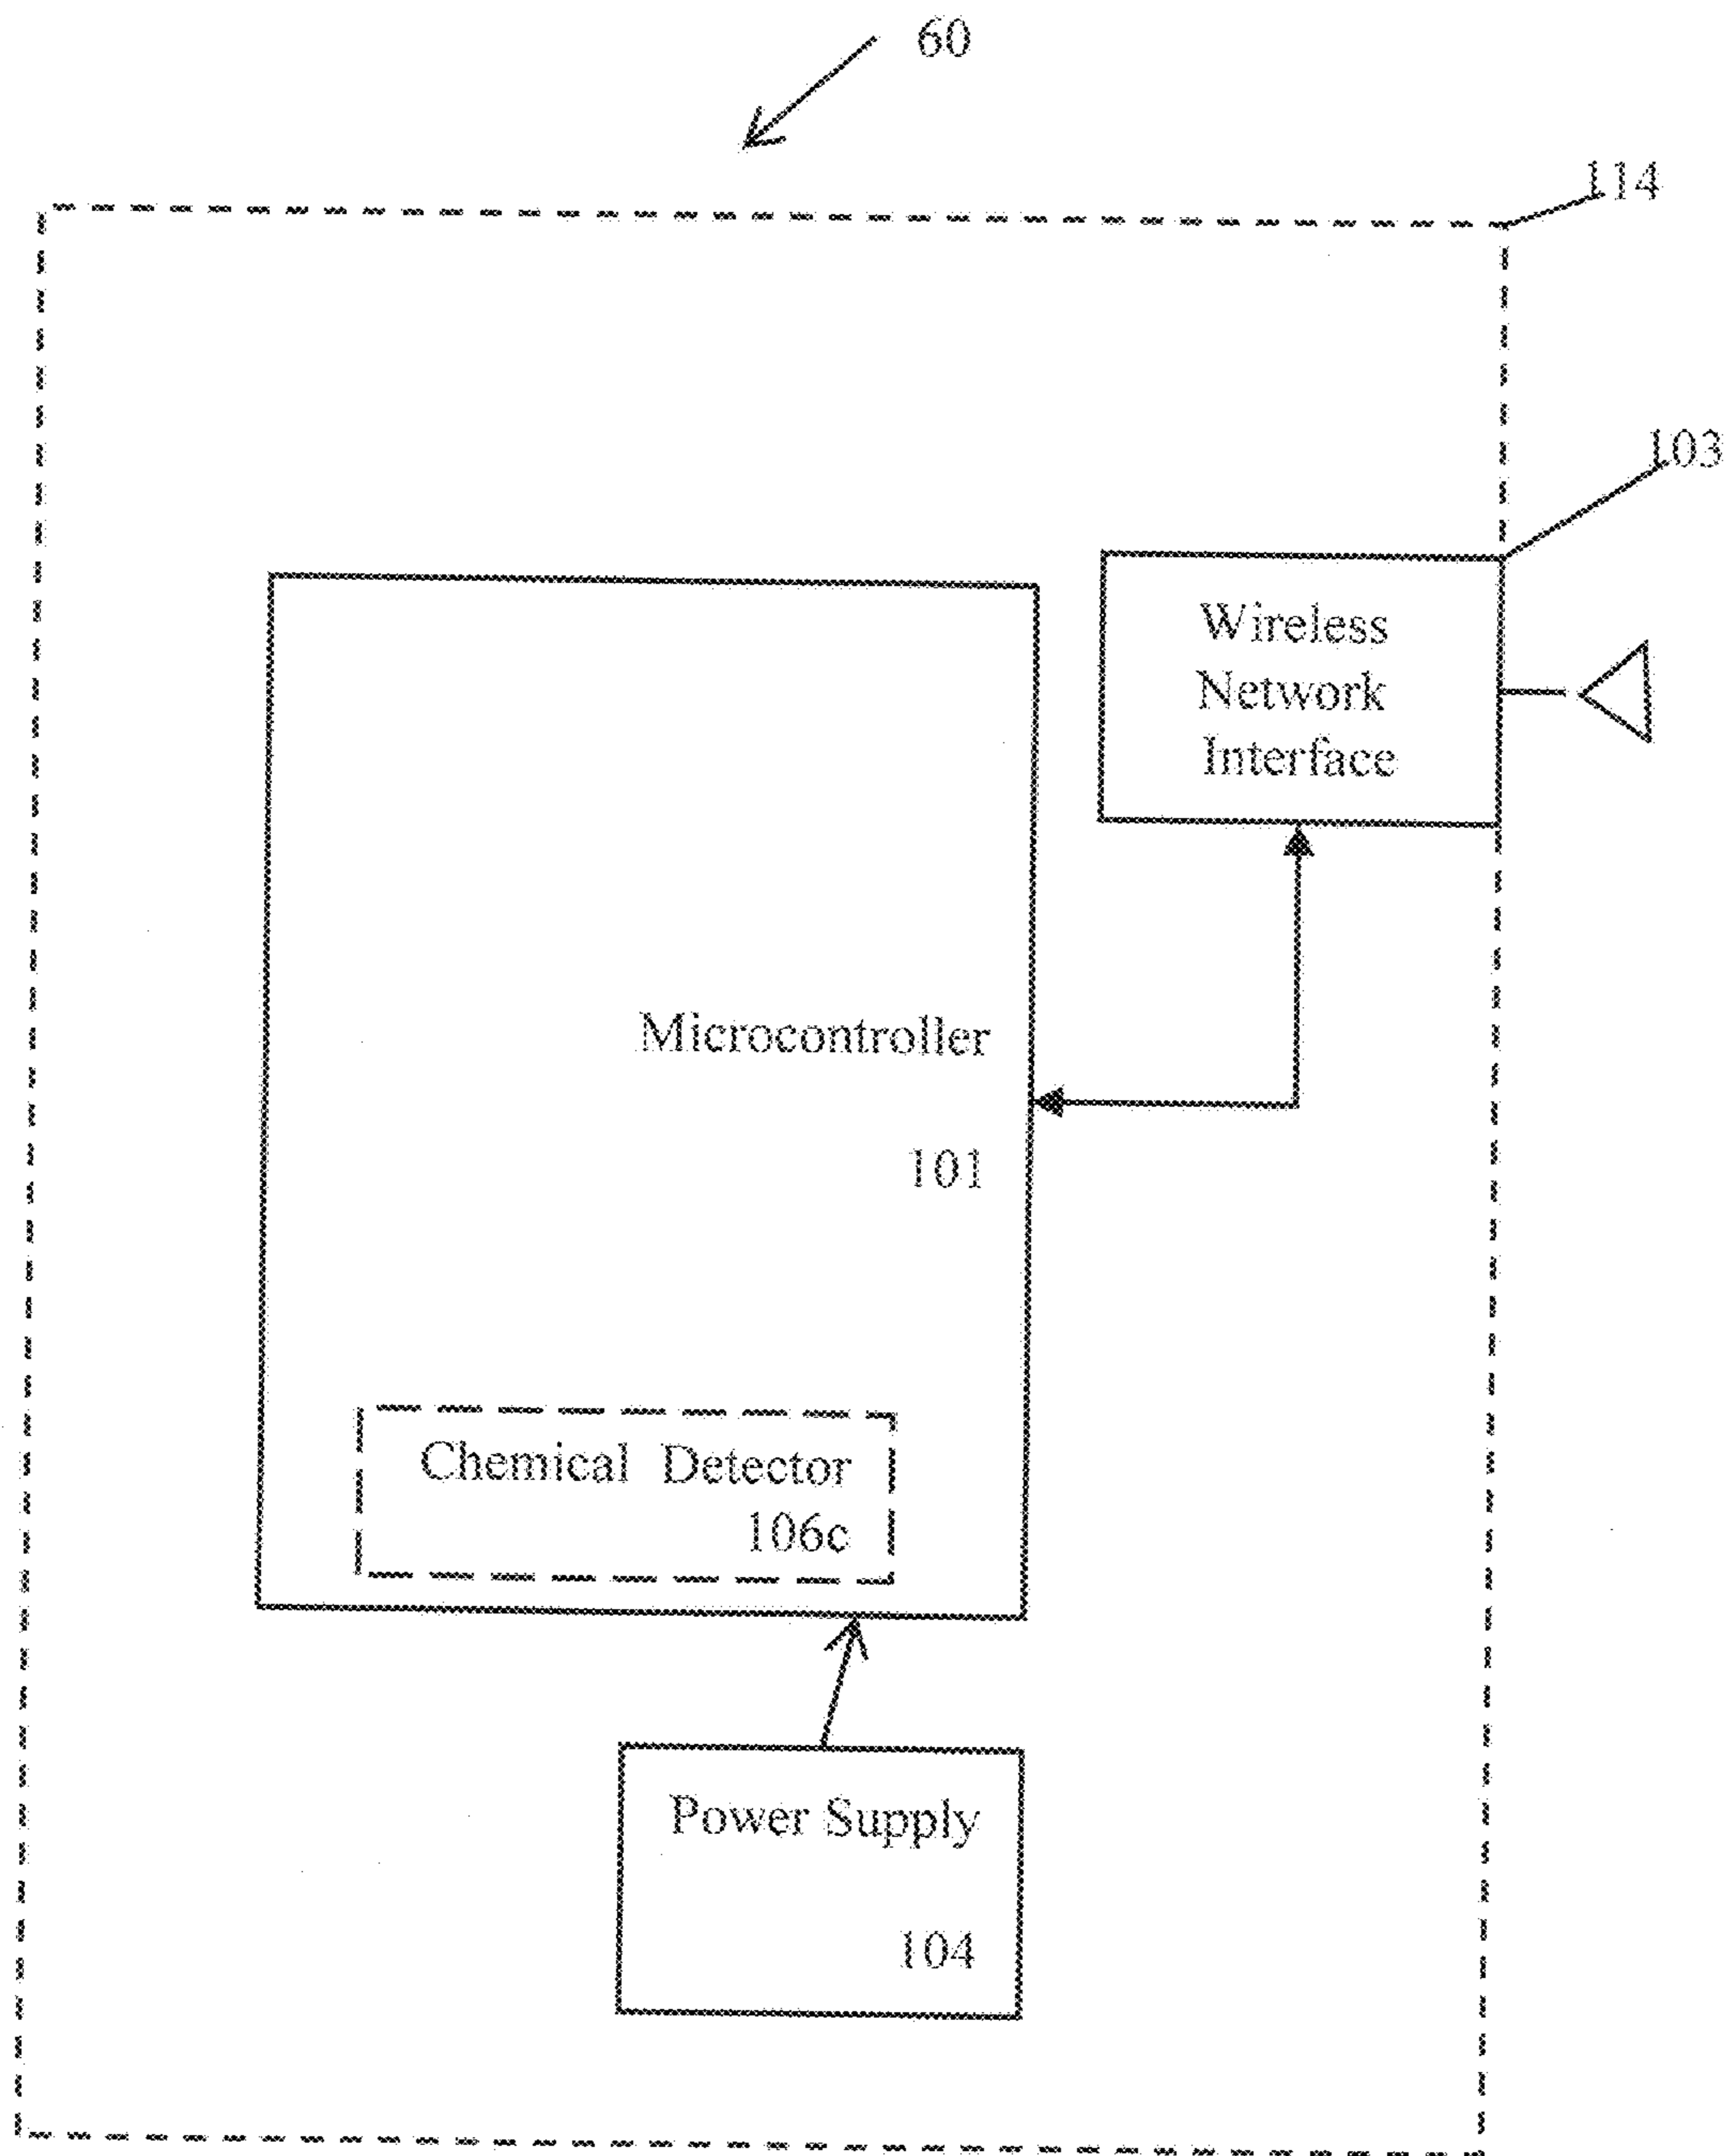 60
114
103
Wireless
Network
Interface
Microcontroller
101
Chemical Detector
106c
Power Supply
104